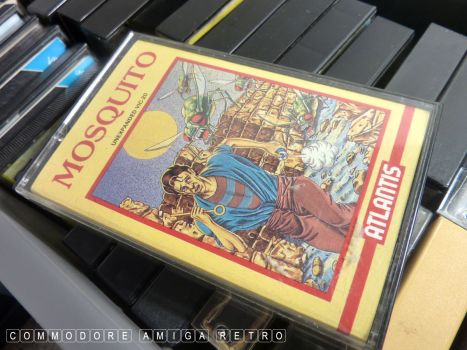 MOSQUITO
UNEXPANDED VIC-20
ATLANTIS
COMMODORE AMIGA RETRO